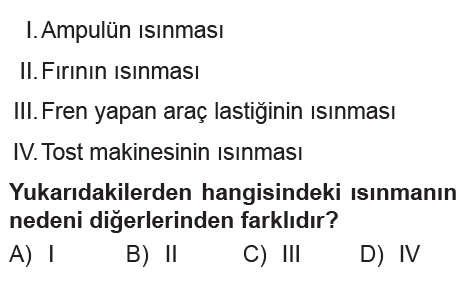 I. Ampulün ısınması
II. Fırının ısınması
III. Fren yapan araç lastiğinin ısınması
IV. Tost makinesinin ısınması
Yukarıdakilerden hangisindeki ısınmanın
nedeni diğerlerinden farklıdır?
A) I B) II C) III D) IV